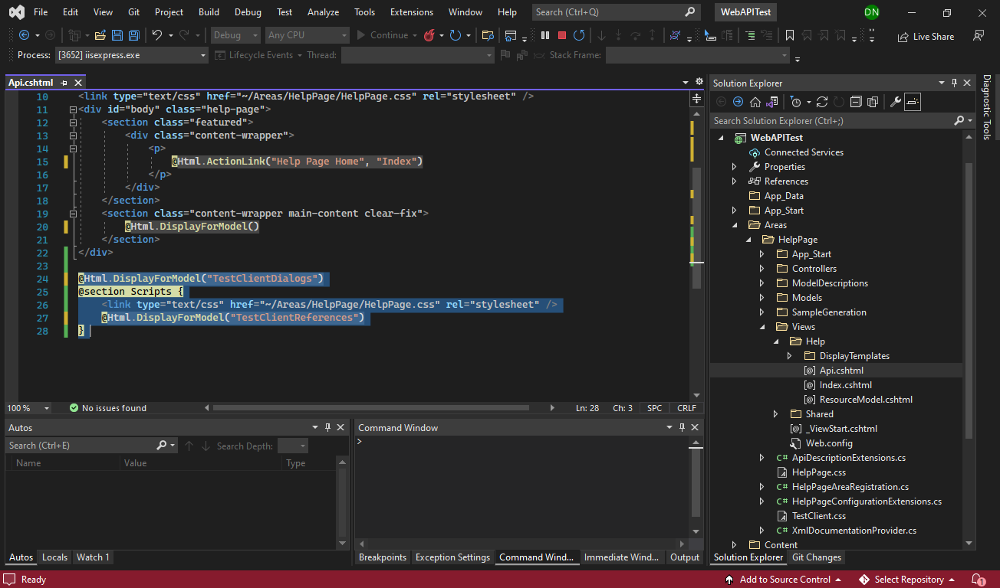 File Edit View Git Project Build Debug Test Analyze Tools Extensions Window Help Search (Ctrl+Q) WebAPITest DN
Debug Any CPU Continue Live Share
Process: [3652] iisexpress.exe Lifecycle Events Thread: Stack Frame:
Api.cshtml
10 <link type="text/css" href="~/Areas/HelpPage/HelpPage.css" rel="stylesheet" />
11 <div id="body" class="help-page">
12 <section class="featured">
13 <div class="content-wrapper">
14 <p>
15 @Html.ActionLink("Help Page Home", "Index")
16 </p>
17 </div>
18 </section>
19 <section class="content-wrapper main-content clear-fix">
20 @Html.DisplayForModel()
21 </section>
22 </div>
23
24 @Html.DisplayForModel("TestClientDialogs")
25 @section Scripts {
26 <link type="text/css" href="~/Areas/HelpPage/HelpPage.css" rel="stylesheet" />
27 @Html.DisplayForModel("TestClientReferences")
28 }
100 % No issues found Ln: 28 Ch: 3 SPC CRLF
Autos
Search (Ctrl+E) Search Depth:
Name Value Type
Autos Locals Watch 1
Command Window
>
Breakpoints Exception Settings Command Wind... Immediate Wind... Output
Solution Explorer
Search Solution Explorer (Ctrl+;)
WebAPITest
Connected Services
Properties
References
App_Data
App_Start
Areas
HelpPage
App_Start
Controllers
ModelDescriptions
Models
SampleGeneration
Views
Help
DisplayTemplates
[@] Api.cshtml
[@] Index.cshtml
[@] ResourceModel.cshtml
Shared
[@] _ViewStart.cshtml
Web.config
C# ApiDescriptionExtensions.cs
HelpPage.css
C# HelpPageAreaRegistration.cs
C# HelpPageConfigurationExtensions.cs
TestClient.css
C# XmlDocumentationProvider.cs
Content
Solution Explorer Git Changes
Diagnostic Tools
Ready Add to Source Control Select Repository 1